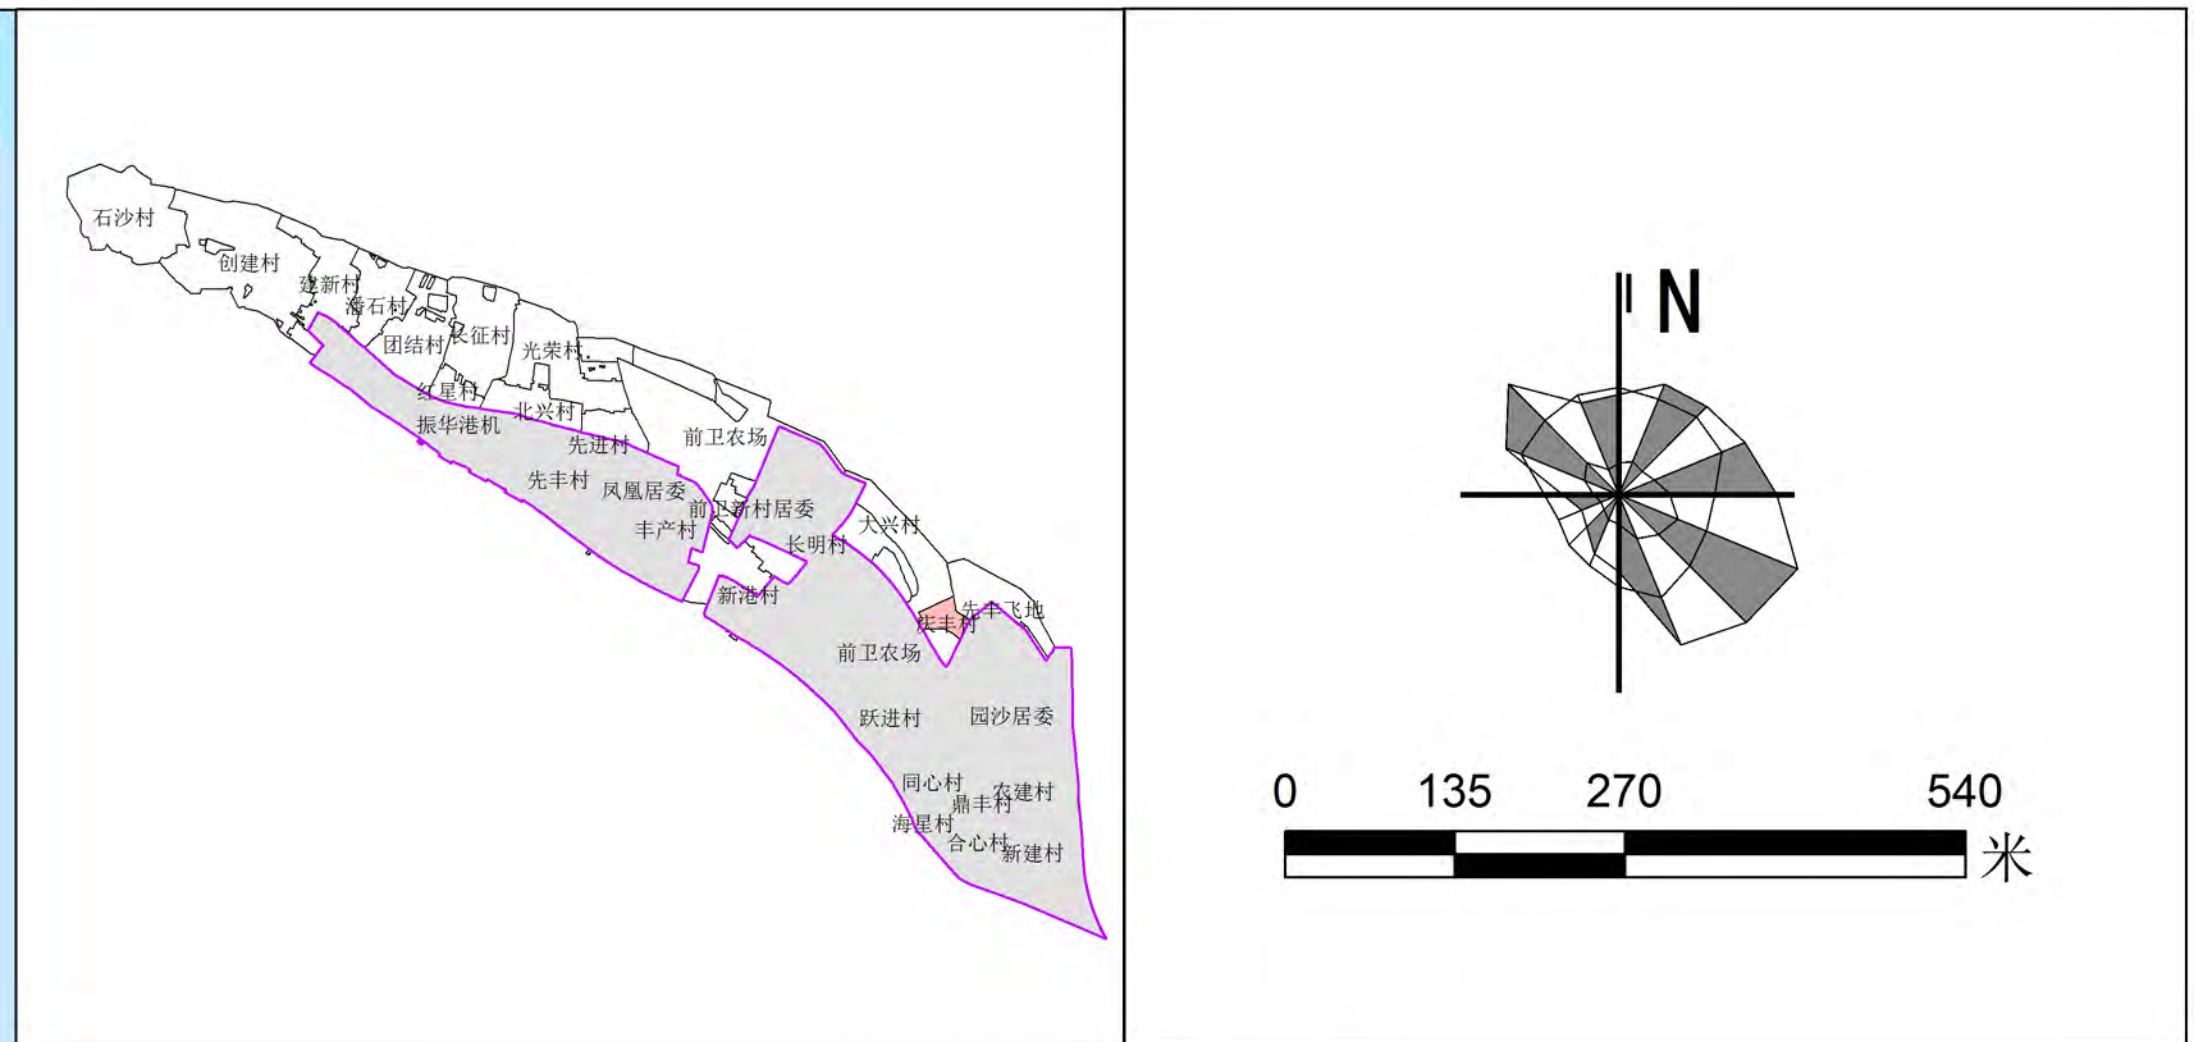 石沙村
创建村
建新村
潘石村
团结村
长征村
光荣村
红星村
北兴村
振华港机
先进村
前卫农场
先丰村
凤凰居委
前卫新村居委
丰产村
大兴村
长明村
新港村
先丰飞地
庆丰村
前卫农场
跃进村
园沙居委
同心村
农建村
鼎丰村
海星村
合心村
新建村
N
0 135 270 540
米